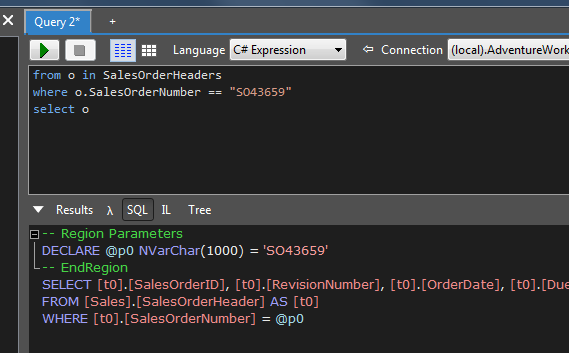 Query 2* +
Language C# Expression Connection (local).AdventureWork
from o in SalesOrderHeaders
where o.SalesOrderNumber == "SO43659"
select o
Results λ SQL IL Tree
-- Region Parameters
DECLARE @p0 NVarChar(1000) = 'SO43659'
-- EndRegion
SELECT [t0].[SalesOrderID], [t0].[RevisionNumber], [t0].[OrderDate], [t0].[Due
FROM [Sales].[SalesOrderHeader] AS [t0]
WHERE [t0].[SalesOrderNumber] = @p0